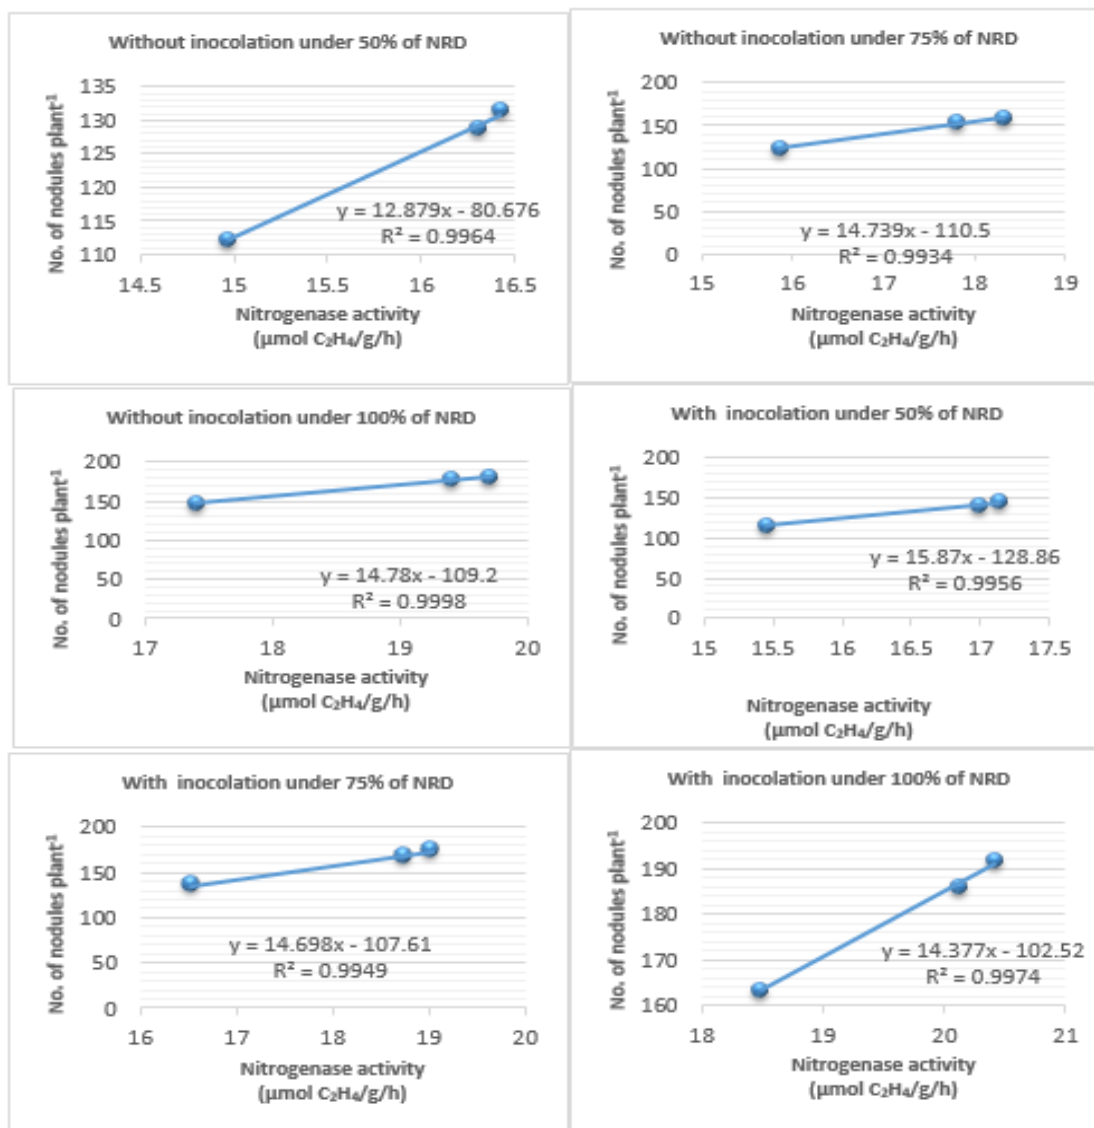 Without inocolation under 50% of NRD
No. of nodules plant⁻¹
135
130
125
120
115
110
y = 12.879x - 80.676
R² = 0.9964
14.5 15 15.5 16 16.5
Nitrogenase activity
(µmol C₂H₄/g/h)
Without inocolation under 75% of NRD
No. of nodules plant⁻¹
200
150
100
50
0
y = 14.739x - 110.5
R² = 0.9934
15 16 17 18 19
Nitrogenase activity
(µmol C₂H₄/g/h)
Without inocolation under 100% of NRD
No. of nodules plant⁻¹
200
150
100
50
0
y = 14.78x - 109.2
R² = 0.9998
17 18 19 20
Nitrogenase activity
(µmol C₂H₄/g/h)
With inocolation under 50% of NRD
No. of nodules plant⁻¹
200
150
100
50
0
y = 15.87x - 128.86
R² = 0.9956
15 15.5 16 16.5 17 17.5
Nitrogenase activity
(µmol C₂H₄/g/h)
With inocolation under 75% of NRD
No. of nodules plant⁻¹
200
150
100
50
0
y = 14.698x - 107.61
R² = 0.9949
16 17 18 19 20
Nitrogenase activity
(µmol C₂H₄/g/h)
With inocolation under 100% of NRD
No. of nodules plant⁻¹
200
190
180
170
160
y = 14.377x - 102.52
R² = 0.9974
18 19 20 21
Nitrogenase activity
(µmol C₂H₄/g/h)